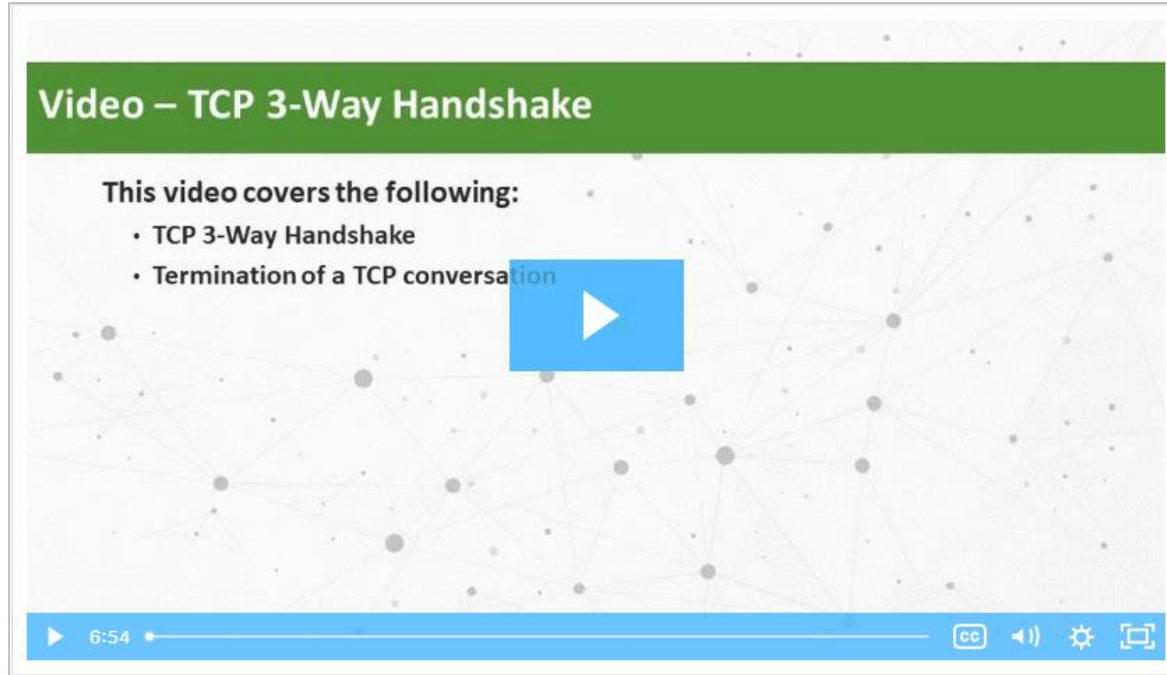 Video – TCP 3-Way Handshake
This video covers the following:
• TCP 3-Way Handshake
• Termination of a TCP conversation
6:54
CC